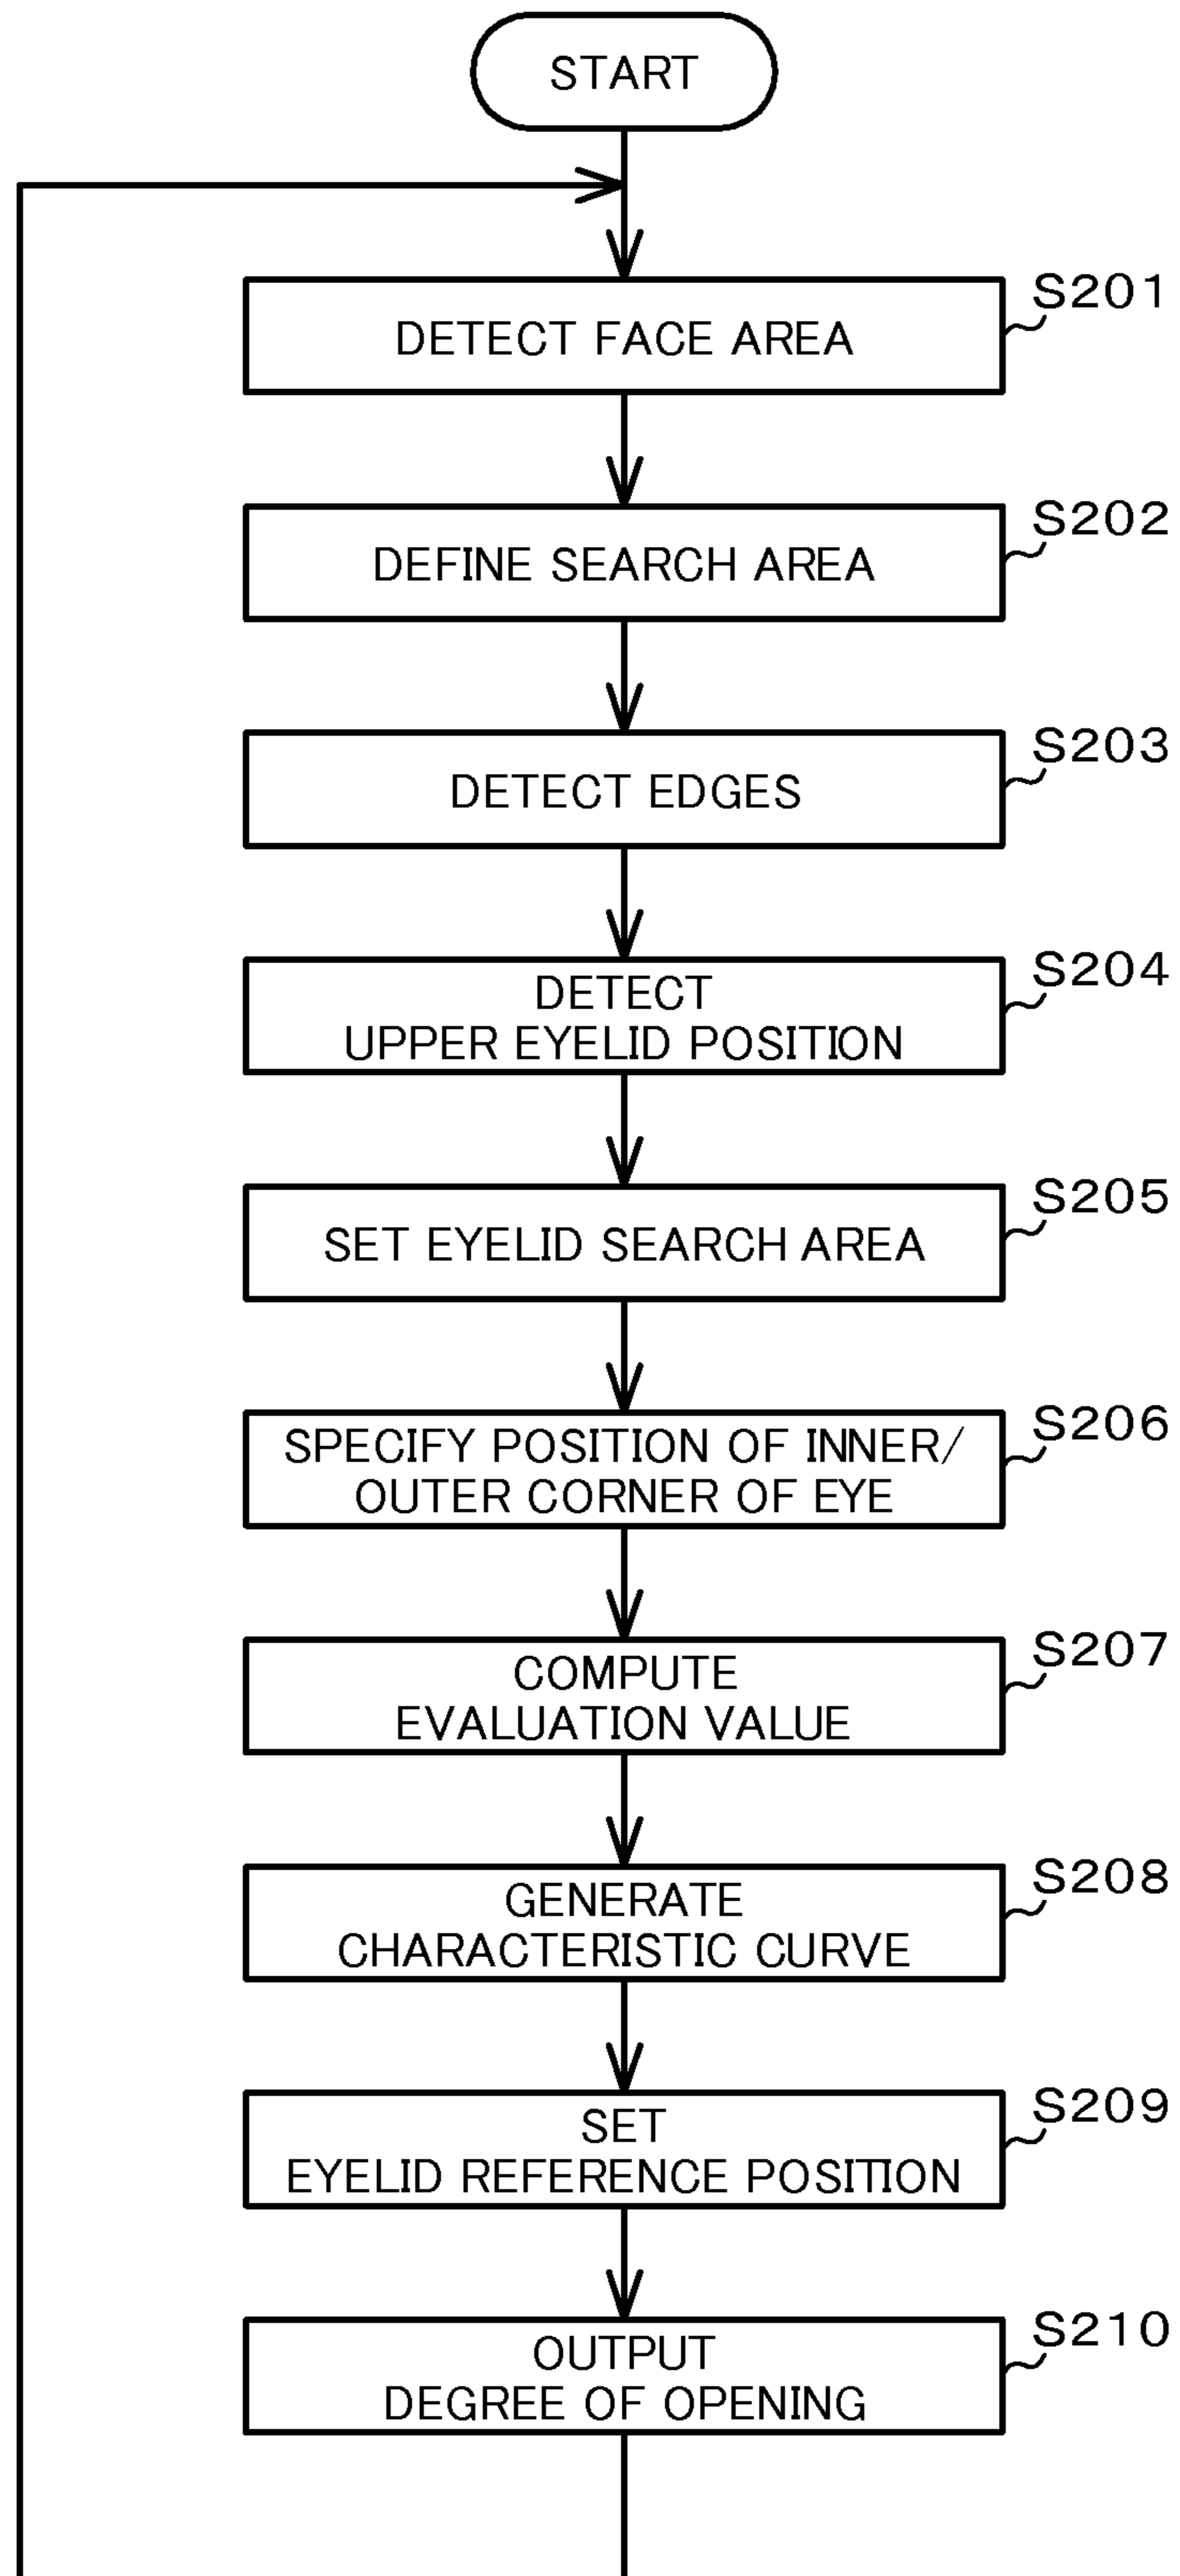 START
S201
DETECT FACE AREA
S202
DEFINE SEARCH AREA
S203
DETECT EDGES
S204
DETECT
UPPER EYELID POSITION
S205
SET EYELID SEARCH AREA
S206
SPECIFY POSITION OF INNER/
OUTER CORNER OF EYE
S207
COMPUTE
EVALUATION VALUE
S208
GENERATE
CHARACTERISTIC CURVE
S209
SET
EYELID REFERENCE POSITION
S210
OUTPUT
DEGREE OF OPENING